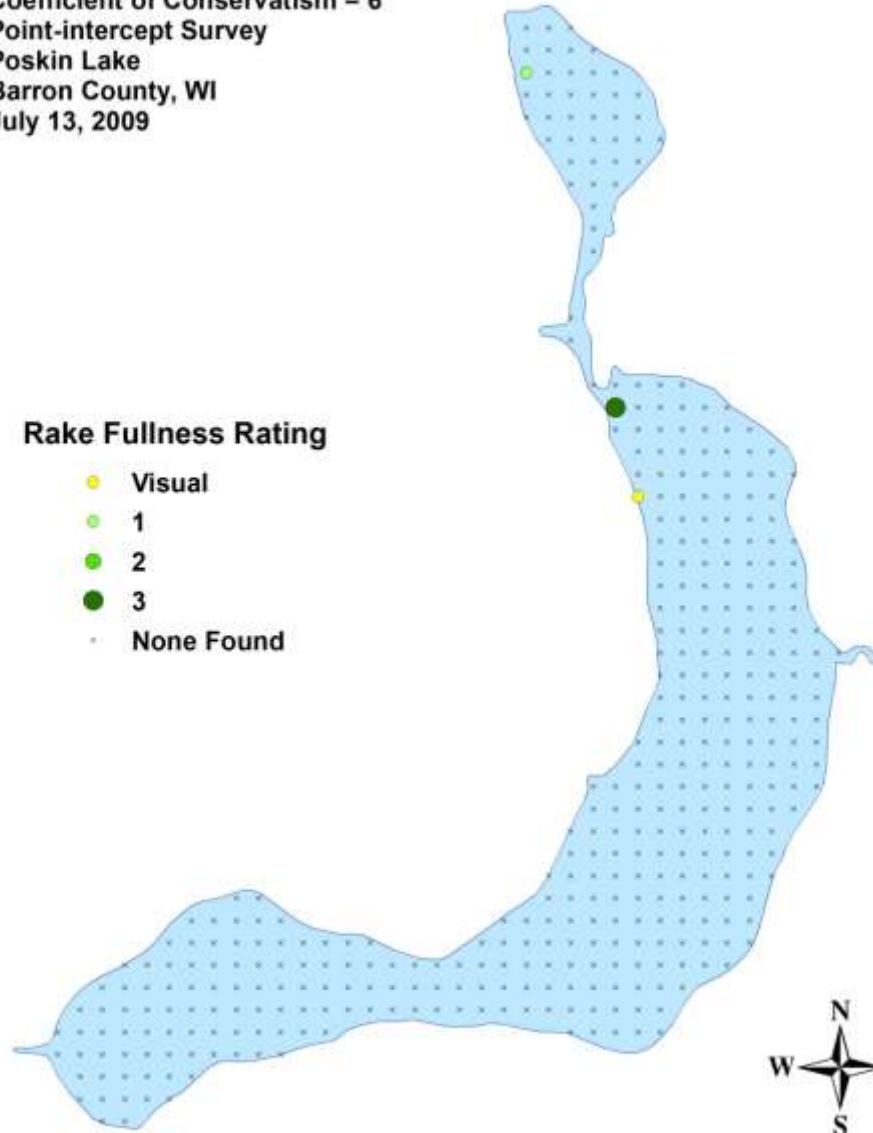 Coefficient of Conservatism = 6
Point-intercept Survey
Poskin Lake
Barron County, WI
July 13, 2009
Rake Fullness Rating
Visual
1
2
3
None Found
N
W
S